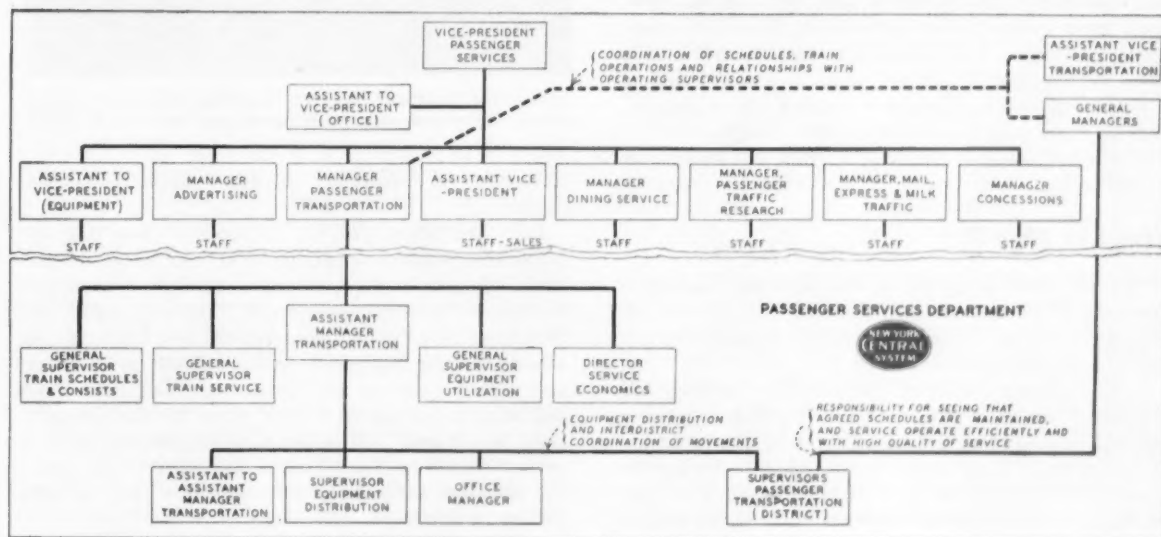 VICE-PRESIDENT
PASSENGER
SERVICES
COORDINATION OF SCHEDULES, TRAIN
OPERATIONS AND RELATIONSHIPS WITH
OPERATING SUPERVISORS
ASSISTANT VICE
-PRESIDENT
TRANSPORTATION
ASSISTANT TO
VICE-PRESIDENT
(OFFICE)
GENERAL
MANAGERS
ASSISTANT TO
VICE-PRESIDENT
(EQUIPMENT)
MANAGER
ADVERTISING
MANAGER
PASSENGER
TRANSPORTATION
ASSISTANT VICE
-PRESIDENT
MANAGER
DINING SERVICE
MANAGER,
PASSENGER
TRAFFIC
RESEARCH
MANAGER, MAIL,
EXPRESS & MILK
TRAFFIC
MANAGER
CONCESSIONS
STAFF
STAFF
STAFF-SALES
STAFF
STAFF
STAFF
STAFF
ASSISTANT
MANAGER
TRANSPORTATION
PASSENGER SERVICES DEPARTMENT
NEW YORK
CENTRAL
SYSTEM
GENERAL
SUPERVISOR
TRAIN SCHEDULES
& CONSISTS
GENERAL
SUPERVISOR
TRAIN SERVICE
GENERAL
SUPERVISOR
EQUIPMENT
UTILIZATION
DIRECTOR
SERVICE
ECONOMICS
EQUIPMENT DISTRIBUTION
AND INTERDISTRICT
COORDINATION OF MOVEMENTS
RESPONSIBILITY FOR SEEING THAT
AGREED SCHEDULES ARE MAINTAINED,
AND SERVICE OPERATE EFFICIENTLY AND
WITH HIGH QUALITY OF SERVICE
ASSISTANT TO
ASSISTANT
MANAGER
TRANSPORTATION
SUPERVISOR
EQUIPMENT
DISTRIBUTION
OFFICE
MANAGER
SUPERVISORS
PASSENGER
TRANSPORTATION
(DISTRICT)